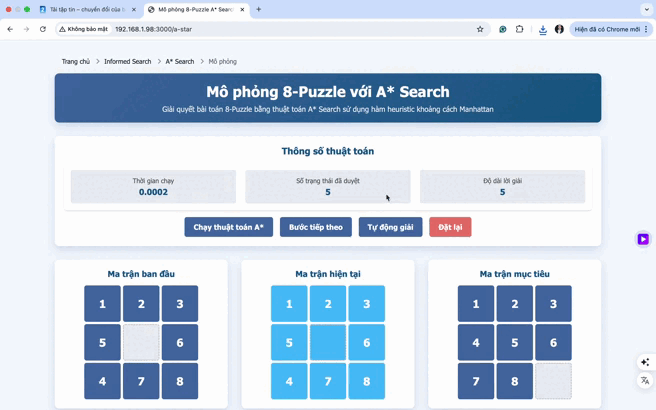 Tải tập tin – chuyển đổi của n
Mô phỏng 8-Puzzle A* Searc
Không bảo mật
192.168.1.98:3000/a-star
Hiện đã có Chrome mới
Trang chủ > Informed Search > A* Search > Mô phỏng
Mô phỏng 8-Puzzle với A* Search
Giải quyết bài toán 8-Puzzle bằng thuật toán A* Search sử dụng hàm heuristic khoảng cách Manhattan
Thông số thuật toán
Thời gian chạy
0.0002
Số trạng thái đã duyệt
5
Độ dài lời giải
5
Chạy thuật toán A*
Bước tiếp theo
Tự động giải
Đặt lại
Ma trận ban đầu
1 2 3
5 6
4 7 8
Ma trận hiện tại
1 2 3
5 6
4 7 8
Ma trận mục tiêu
1 2 3
4 5 6
7 8